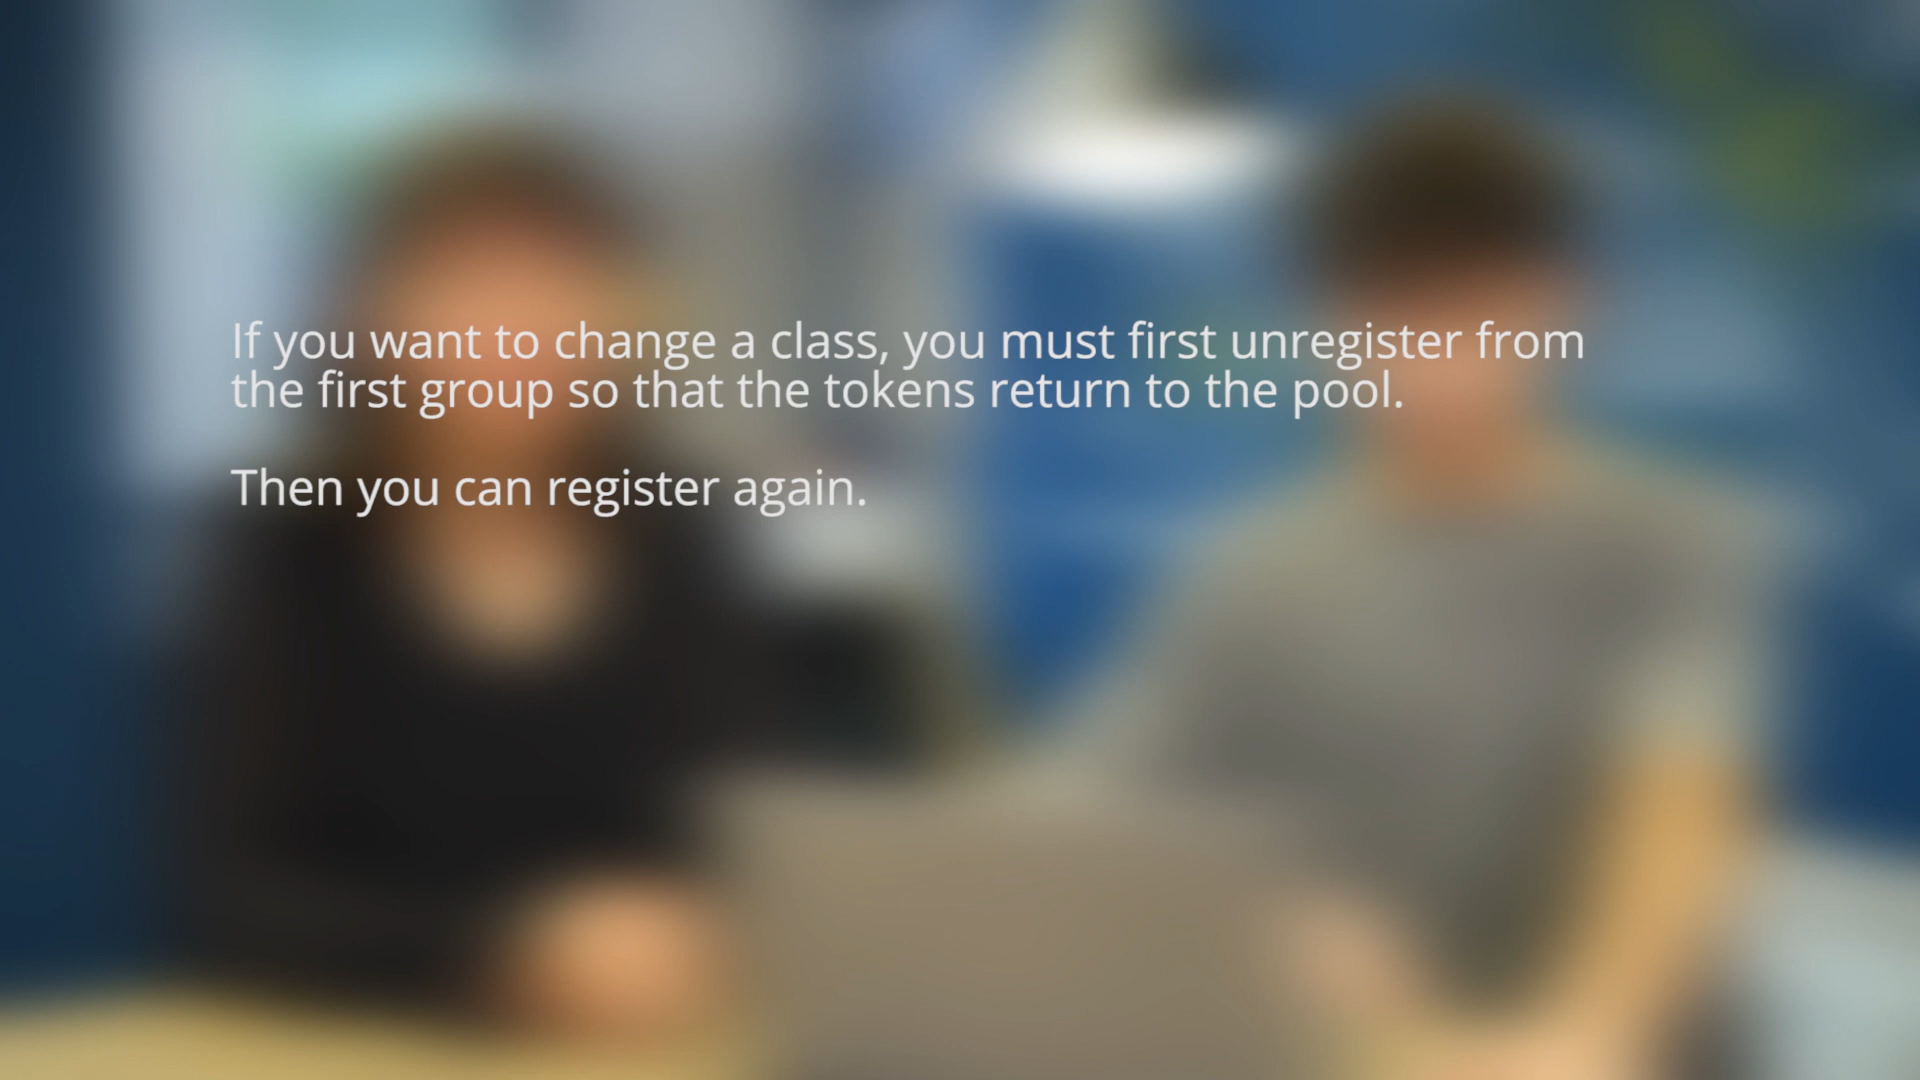 If you want to change a class, you must first unregister from
the first group so that the tokens return to the pool.
Then you can register again.